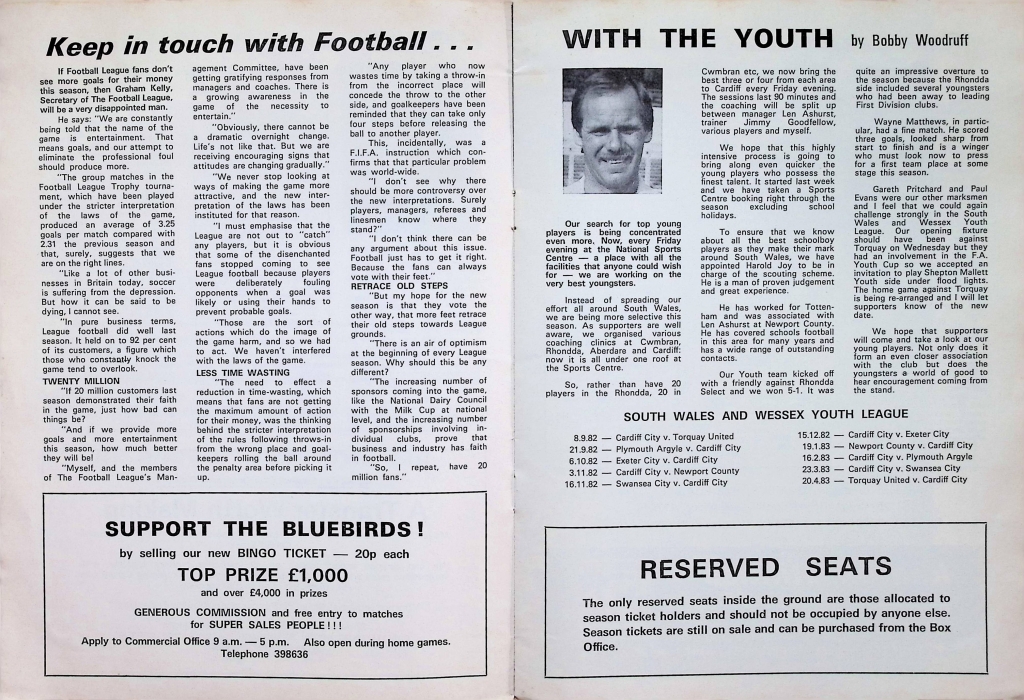 Keep in touch with Football . . .
If Football League fans don't
see more goals for their money
this season, then Graham Kelly,
Secretary of The Football League,
will be a very disappointed man.
He says: "We are constantly
being told that the name of the
game is entertainment. That
means goals, and our attempt to
eliminate the professional foul
should produce more.
"The group matches in the
Football League Trophy tourna-
ment, which have been played
under the stricter interpretation
of the laws of the game,
produced an average of 3.25
goals per match compared with
2.31 the previous season and
that, surely, suggests that we
are on the right lines.
"Like a lot of other busi-
nesses in Britain today, soccer
is suffering from the depression.
But how it can be said to be
dying, I cannot see.
"In pure business terms,
League football did well last
season. It held on to 92 per cent
of its customers, a figure which
those who constantly knock the
game tend to overlook.
TWENTY MILLION
"If 20 million customers last
season demonstrated their faith
in the game, just how bad can
things be?
"And if we provide more
goals and more entertainment
this season, how much better
they will be!
"Myself, and the members
of The Football League's Man-
agement Committee, have been
getting gratifying responses from
managers and coaches. There is
a growing awareness in the
game of the necessity to
entertain."
"Obviously, there cannot be
a dramatic overnight change.
Life's not like that. But we are
receiving encouraging signs that
attitudes are changing gradually."
"We never stop looking at
ways of making the game more
attractive, and the new inter-
pretation of the laws has been
instituted for that reason.
"I must emphasise that the
League are not out to "catch"
any players, but it is obvious
that some of the disenchanted
fans stopped coming to see
League football because players
were deliberately fouling
opponents when a goal was
likely or using their hands to
prevent probable goals.
"Those are the sort of
actions which do the image of
the game harm, and so we had
to act. We haven't interfered
with the laws of the game.
LESS TIME WASTING
"The need to effect a
reduction in time-wasting, which
means that fans are not getting
the maximum amount of action
for their money, was the thinking
behind the stricter interpretation
of the rules following throws-in
from the wrong place and goal-
keepers rolling the ball around
the penalty area before picking it
up.
"Any player who now
wastes time by taking a throw-in
from the incorrect place will
concede the throw to the other
side, and goalkeepers have been
reminded that they can take only
four steps before releasing the
ball to another player.
This, incidentally, was a
F.I.F.A. instruction which con-
firms that that particular problem
was world-wide.
"I don't see why there
should be more controversy over
the new interpretations. Surely
players, managers, referees and
linesmen know where they
stand?"
"I don't think there can be
any argument about this issue.
Football just has to get it right.
Because the fans can always
vote with their feet."
RETRACE OLD STEPS
"But my hope for the new
season is that they vote the
other way, that more feet retrace
their old steps towards League
grounds.
"There is an air of optimism
at the beginning of every League
season. Why should this be any
different?
"The increasing number of
sponsors coming into the game,
like the National Dairy Council
with the Milk Cup at national
level, and the increasing number
of sponsorships involving in-
dividual clubs, prove that
business and industry has faith
in football.
"So, I repeat, have 20
million fans."
SUPPORT THE BLUEBIRDS!
by selling our new BINGO TICKET — 20p each
TOP PRIZE £1,000
and over £4,000 in prizes
GENEROUS COMMISSION and free entry to matches
for SUPER SALES PEOPLE!!!
Apply to Commercial Office 9 a.m. — 5 p.m. Also open during home games.
Telephone 398636
WITH THE YOUTH by Bobby Woodruff
Our search for top young
players is being concentrated
even more. Now, every Friday
evening at the National Sports
Centre — a place with all the
facilities that anyone could wish
for — we are working on the
very best youngsters.
Instead of spreading our
effort all around South Wales,
we are being more selective this
season. As supporters are well
aware, we organised various
coaching clinics at Cwmbran,
Rhondda, Aberdare and Cardiff:
now it is all under one roof at
the Sports Centre.
So, rather than have 20
players in the Rhondda, 20 in
Cwmbran etc, we now bring the
best three or four from each area
to Cardiff every Friday evening.
The sessions last 90 minutes and
the coaching will be split up
between manager Len Ashurst,
trainer Jimmy Goodfellow,
various players and myself.
We hope that this highly
intensive process is going to
bring along even quicker the
young players who possess the
finest talent. It started last week
and we have taken a Sports
Centre booking right through the
season excluding school
holidays.
To ensure that we know
about all the best schoolboy
players as they make their mark
around South Wales, we have
appointed Harold Joy to be in
charge of the scouting scheme.
He is a man of proven judgement
and great experience.
He has worked for Totten-
ham and was associated with
Len Ashurst at Newport County.
He has covered schools football
in this area for many years and
has a wide range of outstanding
contacts.
Our Youth team kicked off
with a friendly against Rhondda
Select and we won 5-1. It was
quite an impressive overture to
the season because the Rhondda
side included several youngsters
who had been away to leading
First Division clubs.
Wayne Matthews, in partic-
ular, had a fine match. He scored
three goals, looked sharp from
start to finish and is a winger
who must look now to press
for a first team place at some
stage this season.
Gareth Pritchard and Paul
Evans were our other marksmen
and I feel that we could again
challenge strongly in the South
Wales and Wessex Youth
League. Our opening fixture
should have been against
Torquay on Wednesday but they
had an involvement in the F.A.
Youth Cup so we accepted an
invitation to play Shepton Mallett
Youth side under flood lights.
The home game against Torquay
is being re-arranged and I will let
supporters know of the new
date.
We hope that supporters
will come and take a look at our
young players. Not only does it
form an even closer association
with the club but does the
youngsters a world of good to
hear encouragement coming from
the stand.
SOUTH WALES AND WESSEX YOUTH LEAGUE
8.9.82 — Cardiff City v. Torquay United
21.9.82 — Plymouth Argyle v. Cardiff City
6.10.82 — Exeter City v. Cardiff City
3.11.82 — Cardiff City v. Newport County
16.11.82 — Swansea City v. Cardiff City
15.12.82 — Cardiff City v. Exeter City
19.1.83 — Newport County v. Cardiff City
16.2.83 — Cardiff City v. Plymouth Argyle
23.3.83 — Cardiff City v. Swansea City
20.4.83 — Torquay United v. Cardiff City
RESERVED SEATS
The only reserved seats inside the ground are those allocated to
season ticket holders and should not be occupied by anyone else.
Season tickets are still on sale and can be purchased from the Box
Office.